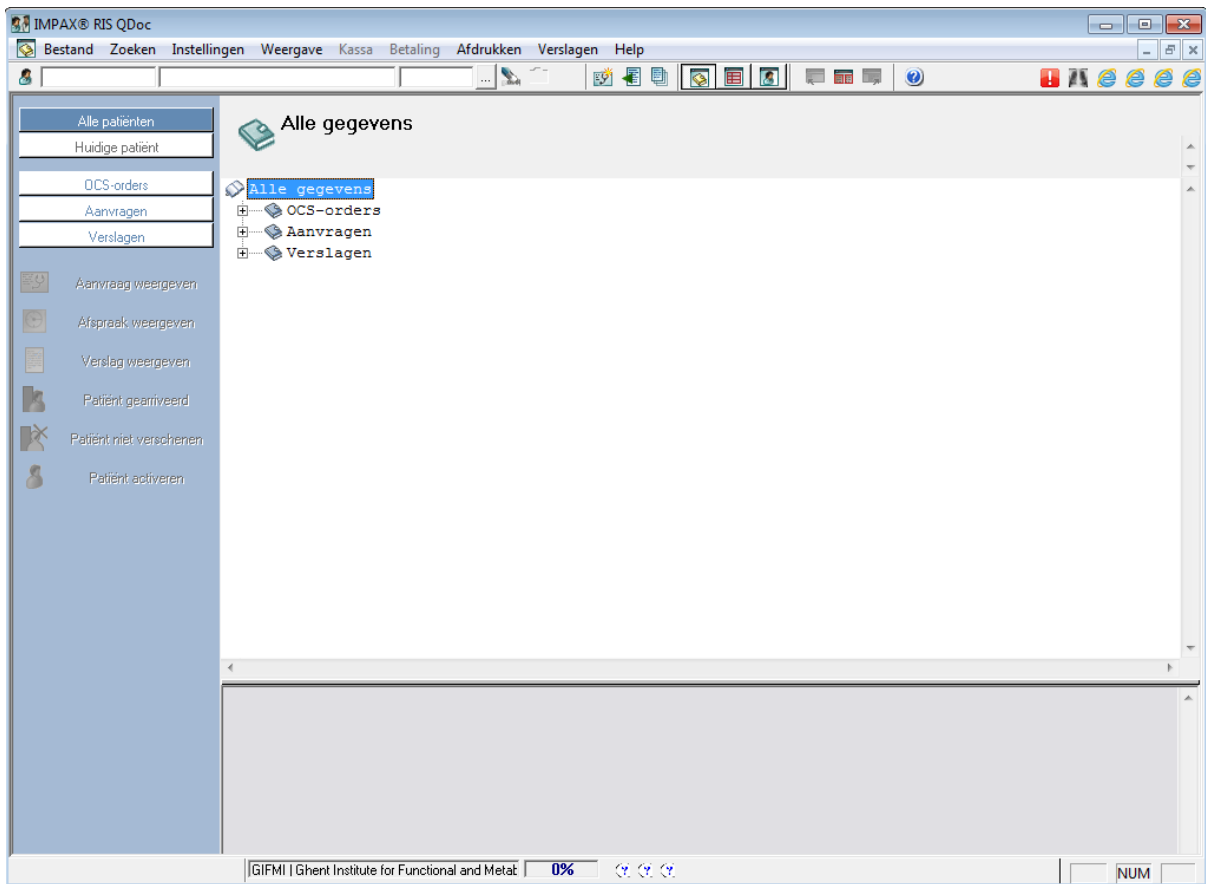 IMPAX® RIS QDoc
Bestand Zoeken Instellingen Weergave Kassa Betaling Afdrukken Verslagen Help
...
Alle patiënten
Huidige patiënt
OCS-orders
Aanvragen
Verslagen
Aanvraag weergeven
Afspraak weergeven
Verslag weergeven
Patiënt gearriveerd
Patiënt niet verschenen
Patiënt activeren
Alle gegevens
Alle gegevens
OCS-orders
Aanvragen
Verslagen
GIFMI | Ghent Institute for Functional and Metab 0% NUM